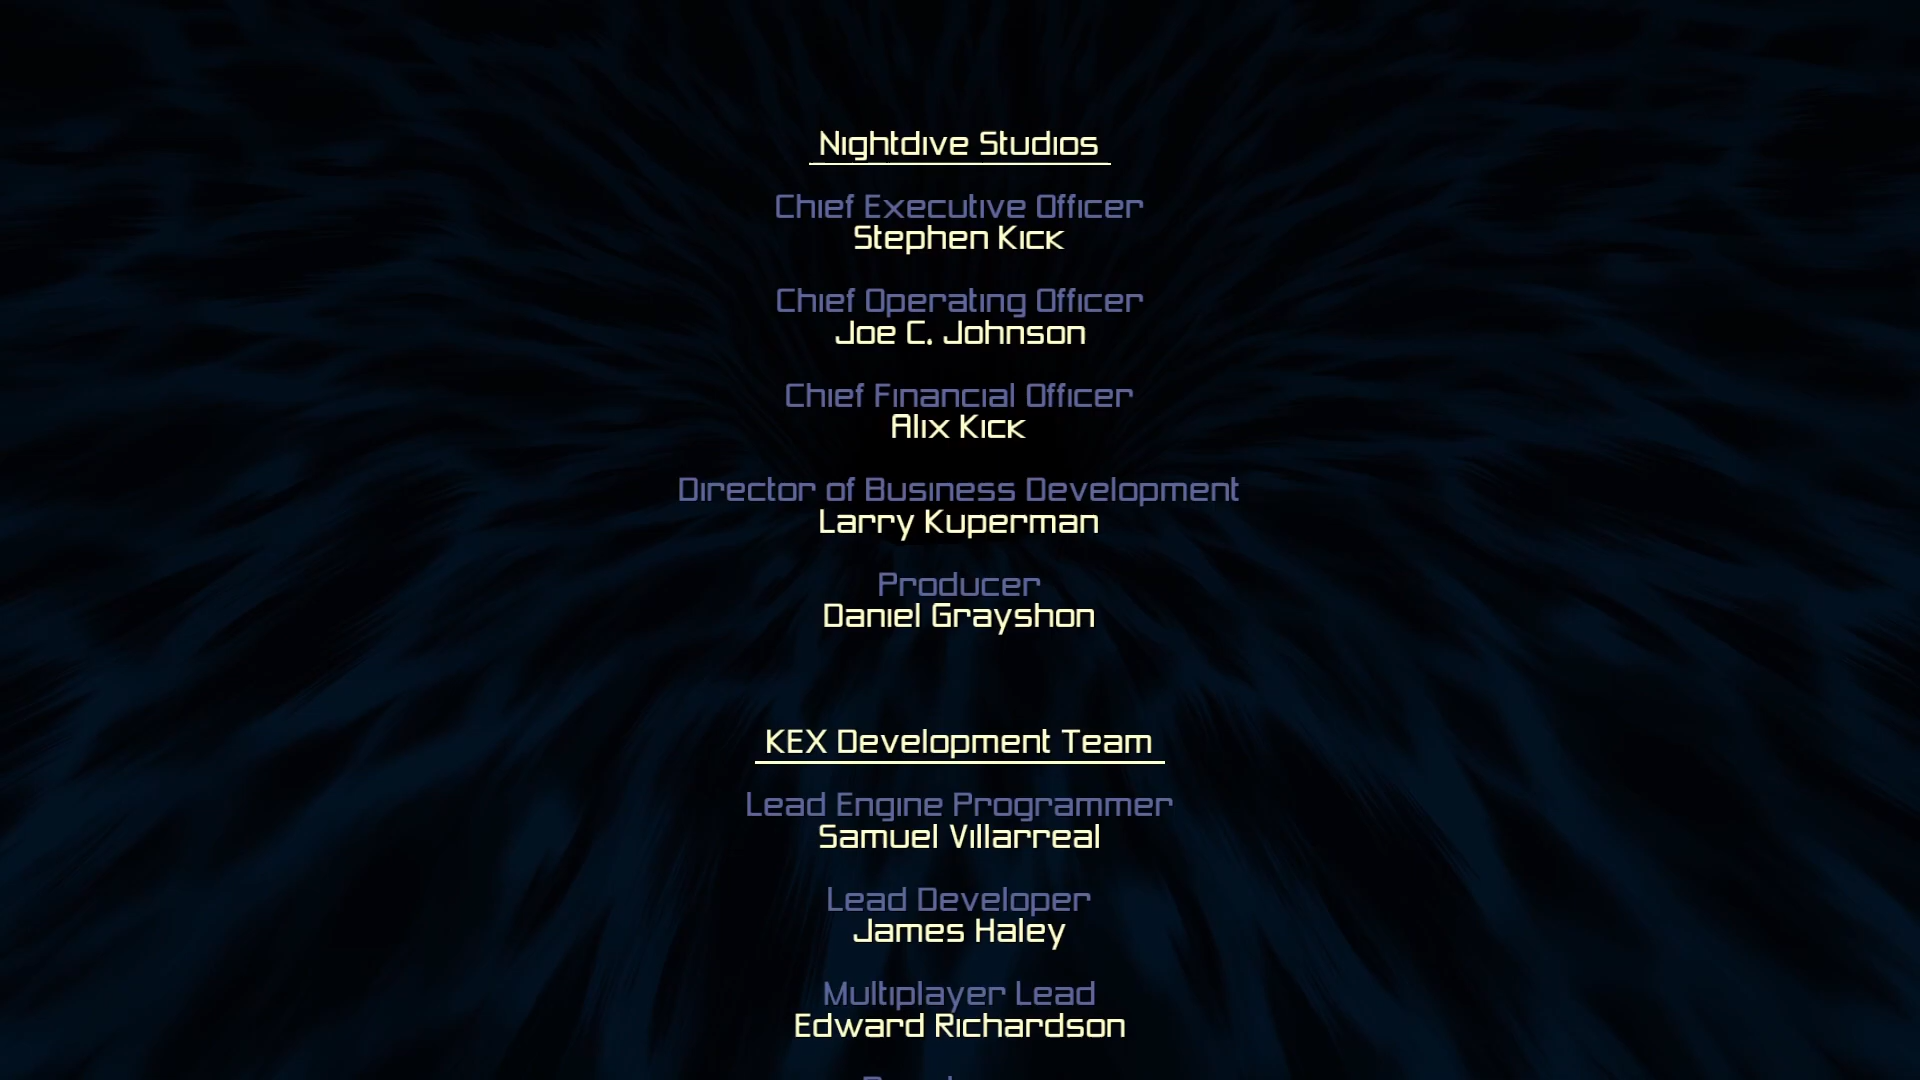 Nightdive Studios
Chief Executive Officer
Stephen Kick
Chief Operating Officer
Joe C. Johnson
Chief Financial Officer
Alix Kick
Director of Business Development
Larry Kuperman
Producer
Daniel Grayshon
KEX Development Team
Lead Engine Programmer
Samuel Villarreal
Lead Developer
James Haley
Multiplayer Lead
Edward Richardson